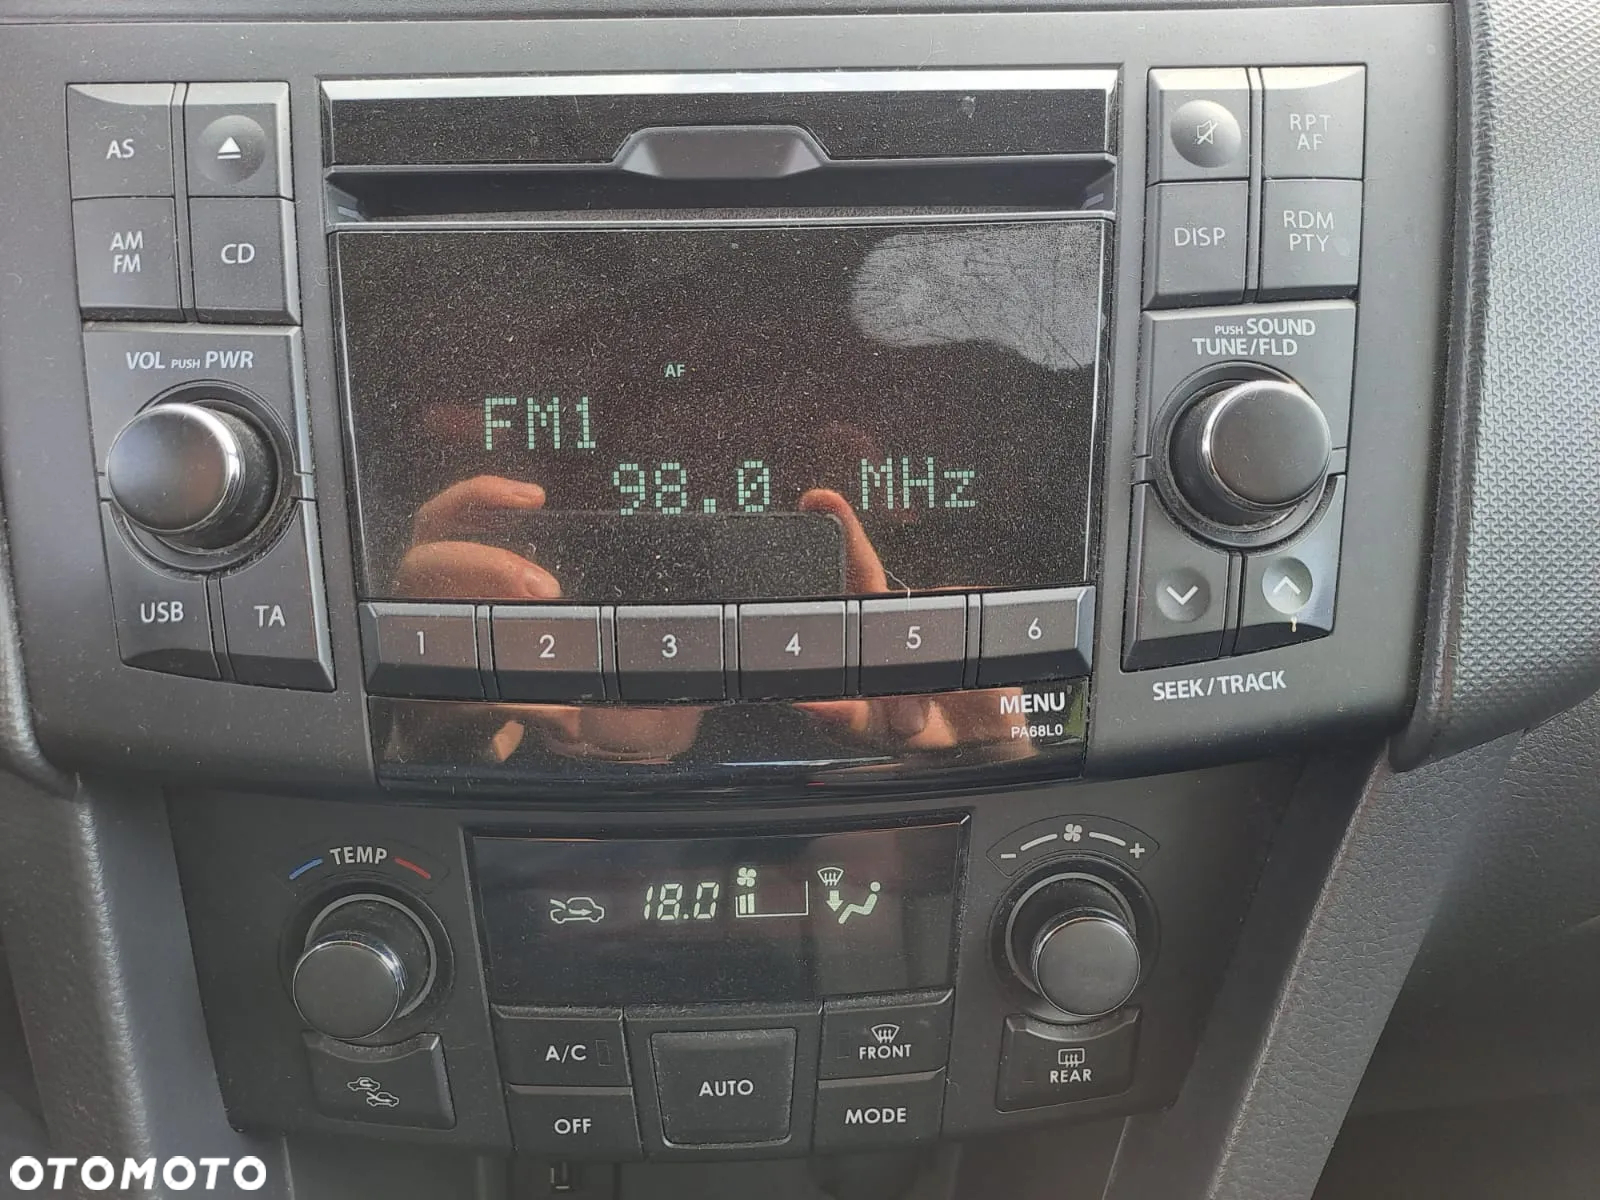 AS
AM
FM
CD
VOL PUSH PWR
USB
TA
AF
FM1
98.0 MHz
1 2 3 4 5 6
MENU
PA68L0
RPT
AF
DISP
RDM
PTY
PUSH SOUND
TUNE/FLD
SEEK/TRACK
TEMP
18.0
- +
A/C
OFF
AUTO
FRONT
MODE
REAR
OTOMOTO